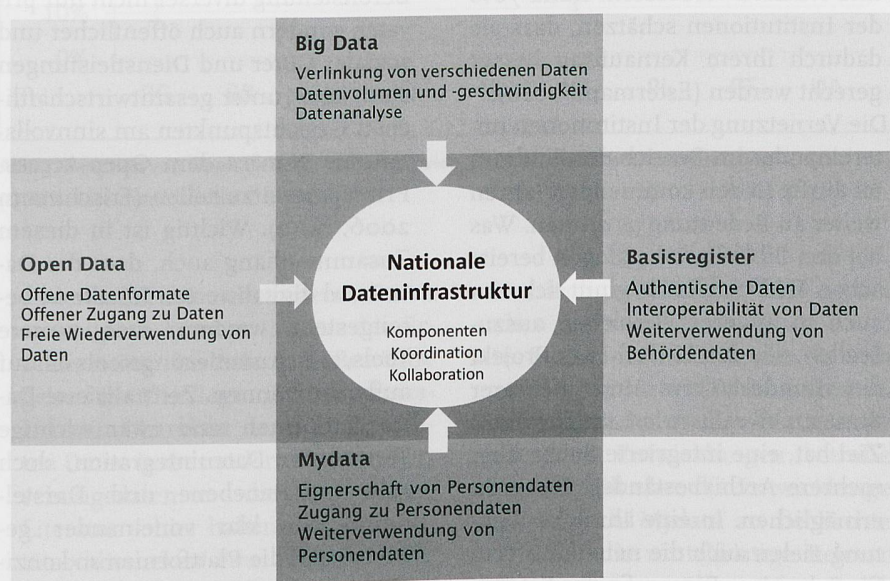 Big Data
Verlinkung von verschiedenen Daten
Datenvolumen und -geschwindigkeit
Datenanalyse
Open Data
Offene Datenformate
Offener Zugang zu Daten
Freie Wiederverwendung von
Daten
Nationale
Dateninfrastruktur
Komponenten
Koordination
Kollaboration
Basisregister
Authentische Daten
Interoperabilität von Daten
Weiterverwendung von
Behördendaten
Mydata
Eignerschaft von Personendaten
Zugang zu Personendaten
Weiterverwendung von
Personendaten